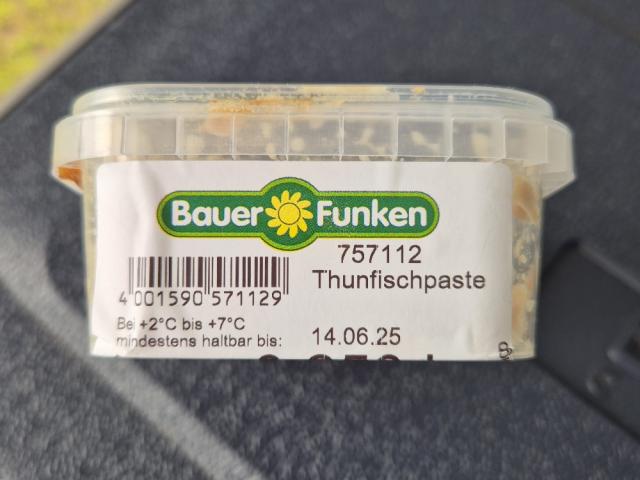 Bauer Funken
757112
Thunfischpaste
4 001590 571129
Bei +2°C bis +7°C
mindestens haltbar bis: 14.06.25